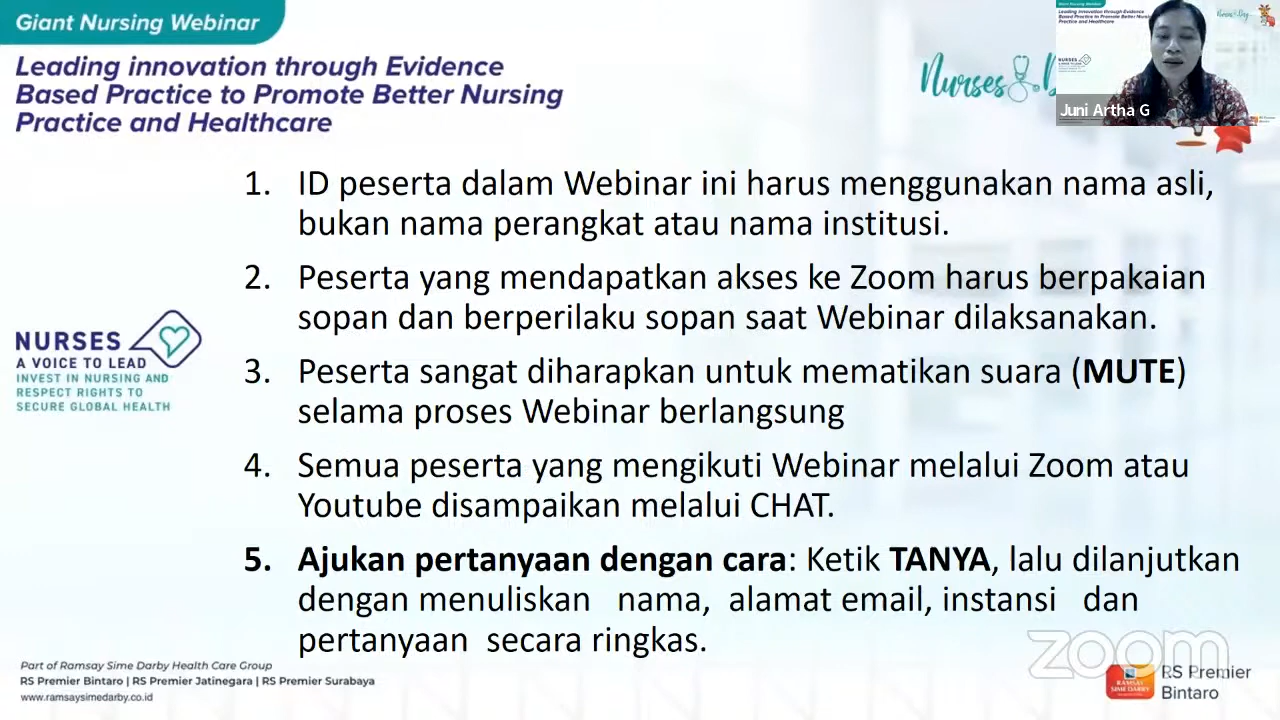 Giant Nursing Webinar
Leading innovation through Evidence
Based Practice to Promote Better Nursing
Practice and Healthcare
Nurses
Juni Artha G
1. ID peserta dalam Webinar ini harus menggunakan nama asli,
bukan nama perangkat atau nama institusi.
2. Peserta yang mendapatkan akses ke Zoom harus berpakaian
sopan dan berperilaku sopan saat Webinar dilaksanakan.
3. Peserta sangat diharapkan untuk mematikan suara (MUTE)
selama proses Webinar berlangsung
4. Semua peserta yang mengikuti Webinar melalui Zoom atau
Youtube disampaikan melalui CHAT.
5. Ajukan pertanyaan dengan cara: Ketik TANYA, lalu dilanjutkan
dengan menuliskan nama, alamat email, instansi dan
pertanyaan secara ringkas.
NURSES
A VOICE TO LEAD
INVEST IN NURSING AND
RESPECT RIGHTS TO
SECURE GLOBAL HEALTH
Part of Ramsay Sime Darby Health Care Group
RS Premier Bintaro | RS Premier Jatinegara | RS Premier Surabaya
www.ramsaysimedarby.co.id
zoom
RAMSAY
SIME DARBY
RS Premier
Bintaro